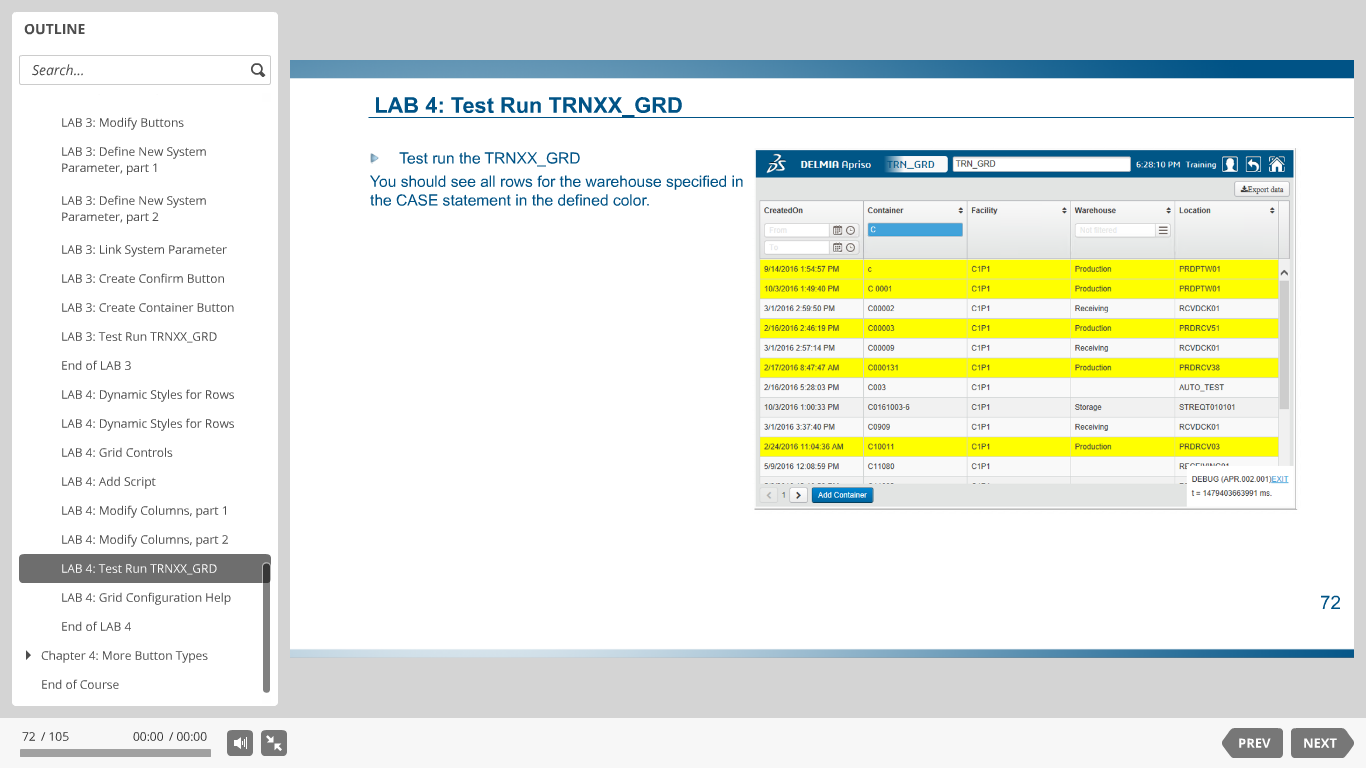 OUTLINE
Search...
LAB 3: Modify Buttons
LAB 3: Define New System
Parameter, part 1
LAB 3: Define New System
Parameter, part 2
LAB 3: Link System Parameter
LAB 3: Create Confirm Button
LAB 3: Create Container Button
LAB 3: Test Run TRNXX_GRD
End of LAB 3
LAB 4: Dynamic Styles for Rows
LAB 4: Dynamic Styles for Rows
LAB 4: Grid Controls
LAB 4: Add Script
LAB 4: Modify Columns, part 1
LAB 4: Modify Columns, part 2
LAB 4: Test Run TRNXX_GRD
LAB 4: Grid Configuration Help
End of LAB 4
Chapter 4: More Button Types
End of Course
LAB 4: Test Run TRNXX_GRD
Test run the TRNXX_GRD
You should see all rows for the warehouse specified in
the CASE statement in the defined color.
DELMIA Apriso TRN_GRD TRN_GRD 6:28:10 PM Training
Export data
CreatedOn Container Facility Warehouse Location
From C Not filtered
To
9/14/2016 1:54:57 PM c C1P1 Production PRDPTW01
10/3/2016 1:49:40 PM C 0001 C1P1 Production PRDPTW01
3/1/2016 2:59:50 PM C00002 C1P1 Receiving RCVDCK01
2/16/2016 2:46:19 PM C00003 C1P1 Production PRDRCV51
3/1/2016 2:57:14 PM C00009 C1P1 Receiving RCVDCK01
2/17/2016 8:47:47 AM C000131 C1P1 Production PRDRCV38
2/16/2016 5:28:03 PM C003 C1P1 AUTO_TEST
10/3/2016 1:00:33 PM C0161003-6 C1P1 Storage STREQT010101
3/1/2016 3:37:40 PM C0909 C1P1 Receiving RCVDCK01
2/24/2016 11:04:36 AM C10011 C1P1 Production PRDRCV03
5/9/2016 12:08:59 PM C11080 C1P1
DEBUG (APR.002.001)EXIT
t = 1479403663991 ms.
1 Add Container
72
72 / 105 00:00 / 00:00
PREV NEXT